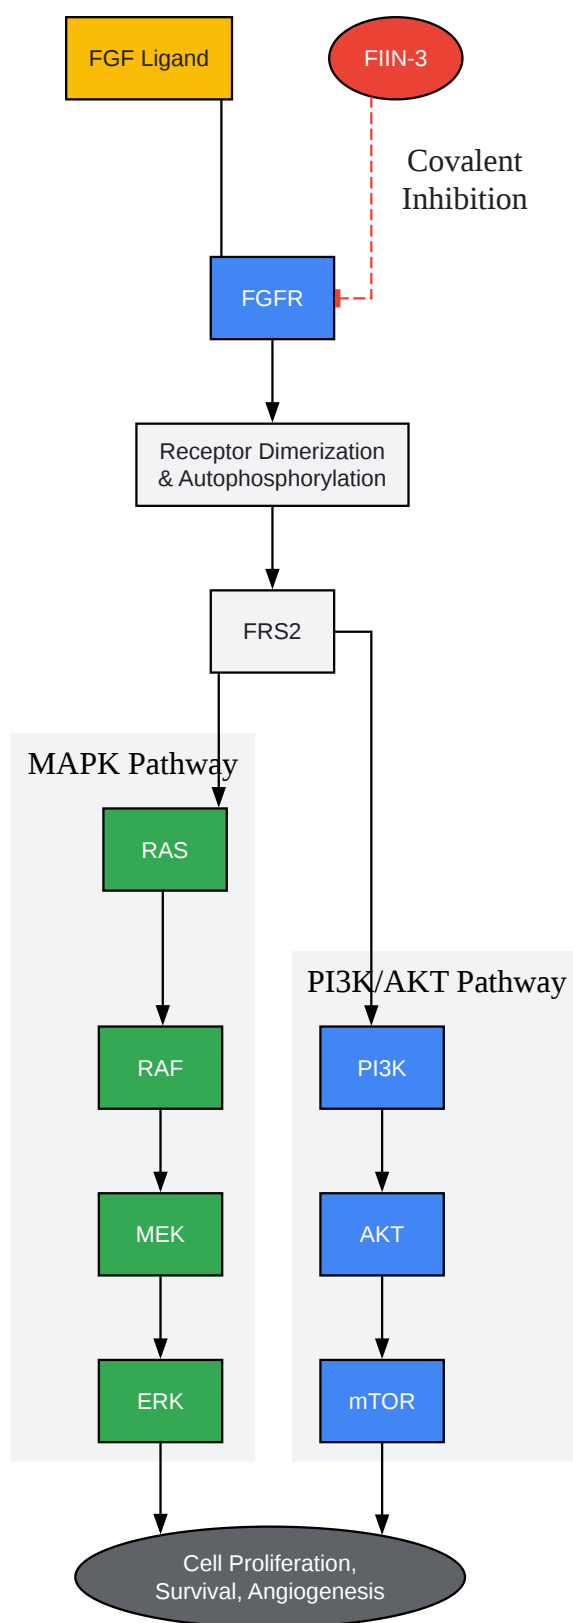 FGF Ligand
FIIN-3
Covalent
Inhibition
FGFR
Receptor Dimerization
& Autophosphorylation
FRS2
MAPK Pathway
RAS
PI3K/AKT Pathway
RAF
PI3K
MEK
AKT
ERK
mTOR
Cell Proliferation,
Survival, Angiogenesis